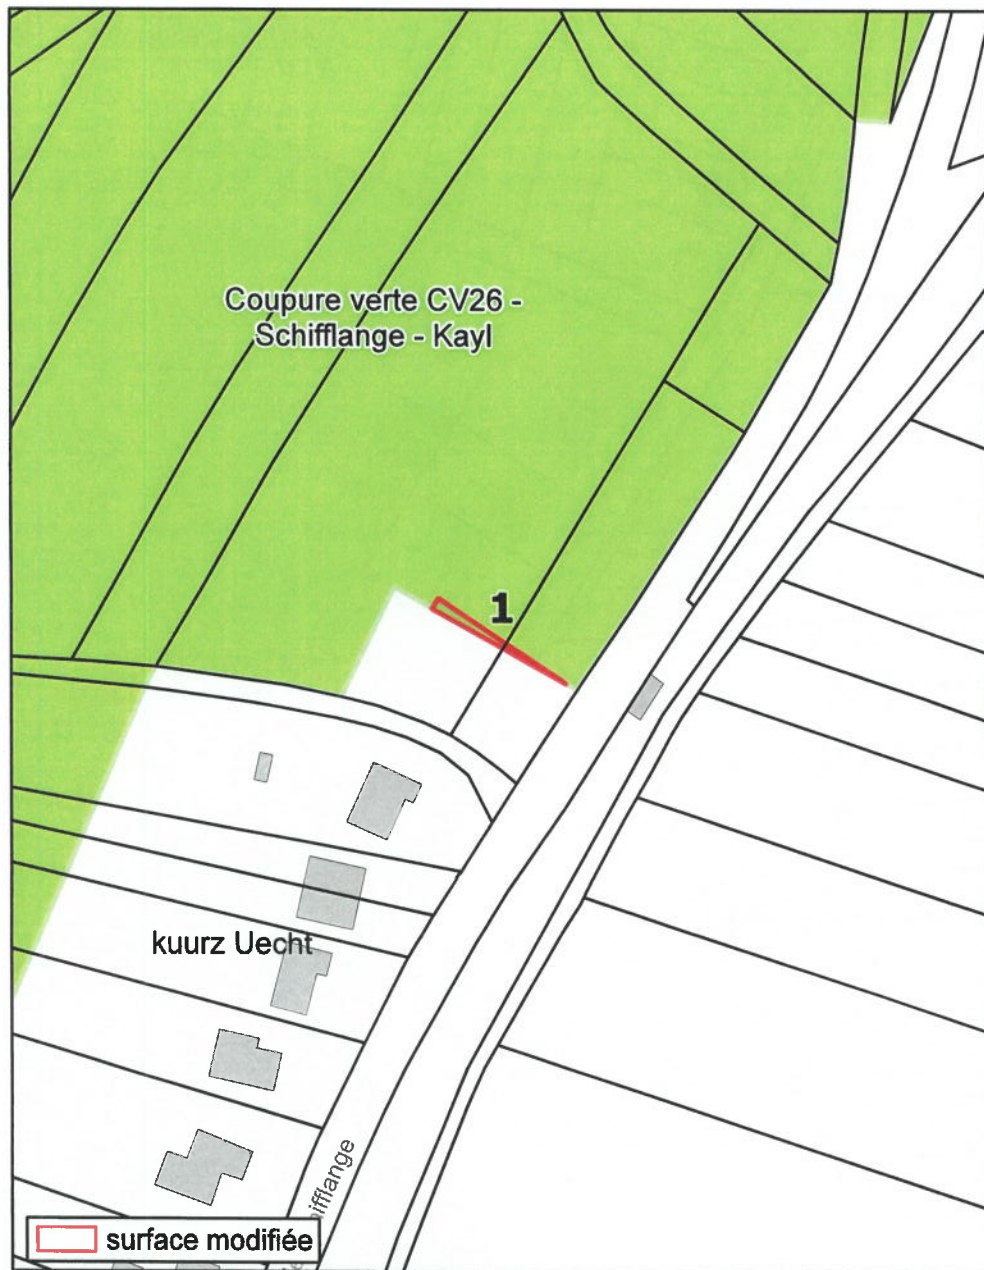 Coupure verte CV26 -
Schifflange - Kayl
1
kuurz Uecht
surface modifiée